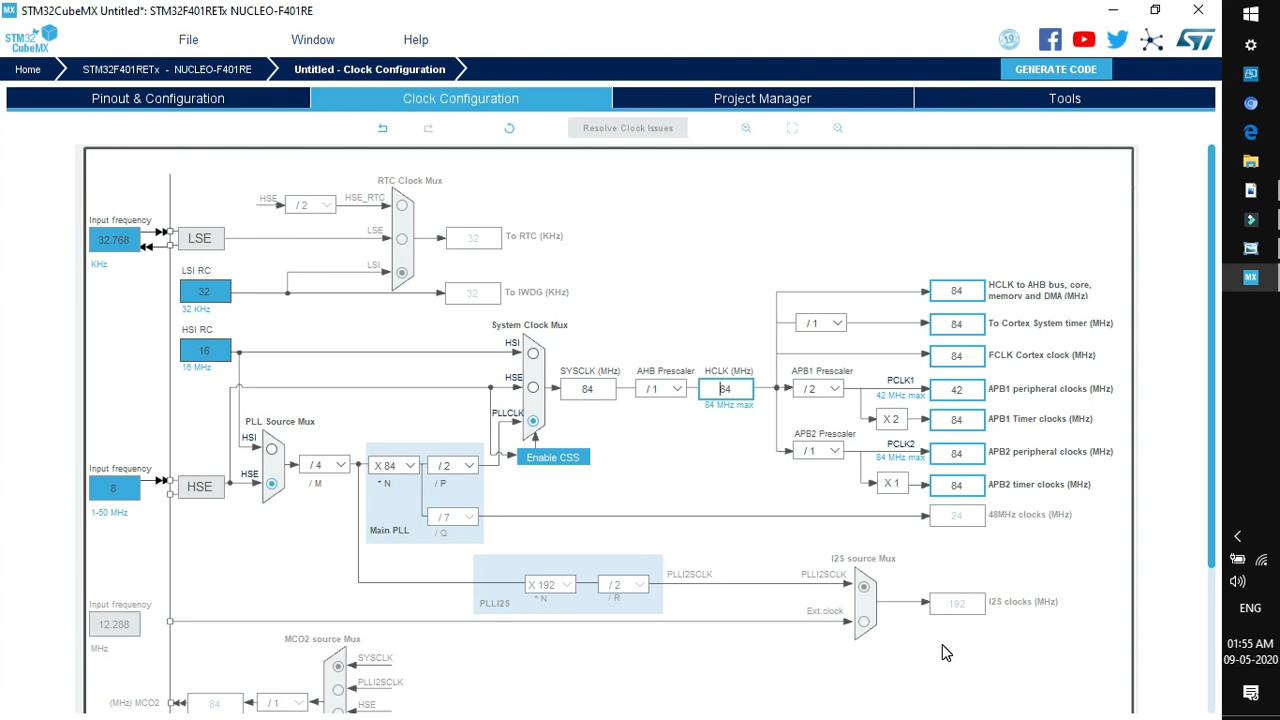 MX STM32CubeMX Untitled*: STM32F401RETx NUCLEO-F401RE
STM32 CubeMX
File Window Help
10
Home STM32F401RETx - NUCLEO-F401RE Untitled - Clock Configuration GENERATE CODE
Pinout & Configuration Clock Configuration Project Manager Tools
Resolve Clock Issues
RTC Clock Mux
HSE / 2 HSE_RTC
Input frequency
32.768
KHz
LSE
LSE
32 To RTC (KHz)
LSI RC
LSI
32
32 KHz
32 To IWDG (KHz)
HSI RC
16
16 MHz
System Clock Mux
HSI
HSE
PLLCLK
SYSCLK (MHz) AHB Prescaler HCLK (MHz) APB1 Prescaler
84 / 1 84 / 2
84 MHz max
Enable CSS
84 HCLK to AHB bus, core,
memory and DMA (MHz)
/ 1 84 To Cortex System timer (MHz)
84 FCLK Cortex clock (MHz)
PCLK1
42 MHz max
42 APB1 peripheral clocks (MHz)
X 2 84 APB1 Timer clocks (MHz)
APB2 Prescaler
/ 1
PCLK2
84 MHz max
84 APB2 peripheral clocks (MHz)
X 1 84 APB2 timer clocks (MHz)
PLL Source Mux
HSI
HSE
Input frequency
8
1-50 MHz
HSE
/ 4
/ M
X 84
* N
/ 2
/ P
/ 7
/ Q
Main PLL
24 48MHz clocks (MHz)
I2S source Mux
X 192
* N
/ 2
/ R
PLLI2S
PLLI2SCLK
PLLI2SCLK
Ext.clock
192 I2S clocks (MHz)
Input frequency
12.288
MHz
MCO2 source Mux
SYSCLK
PLLI2SCLK
HSE
(MHz) MCO2 84 / 1
MX
ENG
01:55 AM
09-05-2020